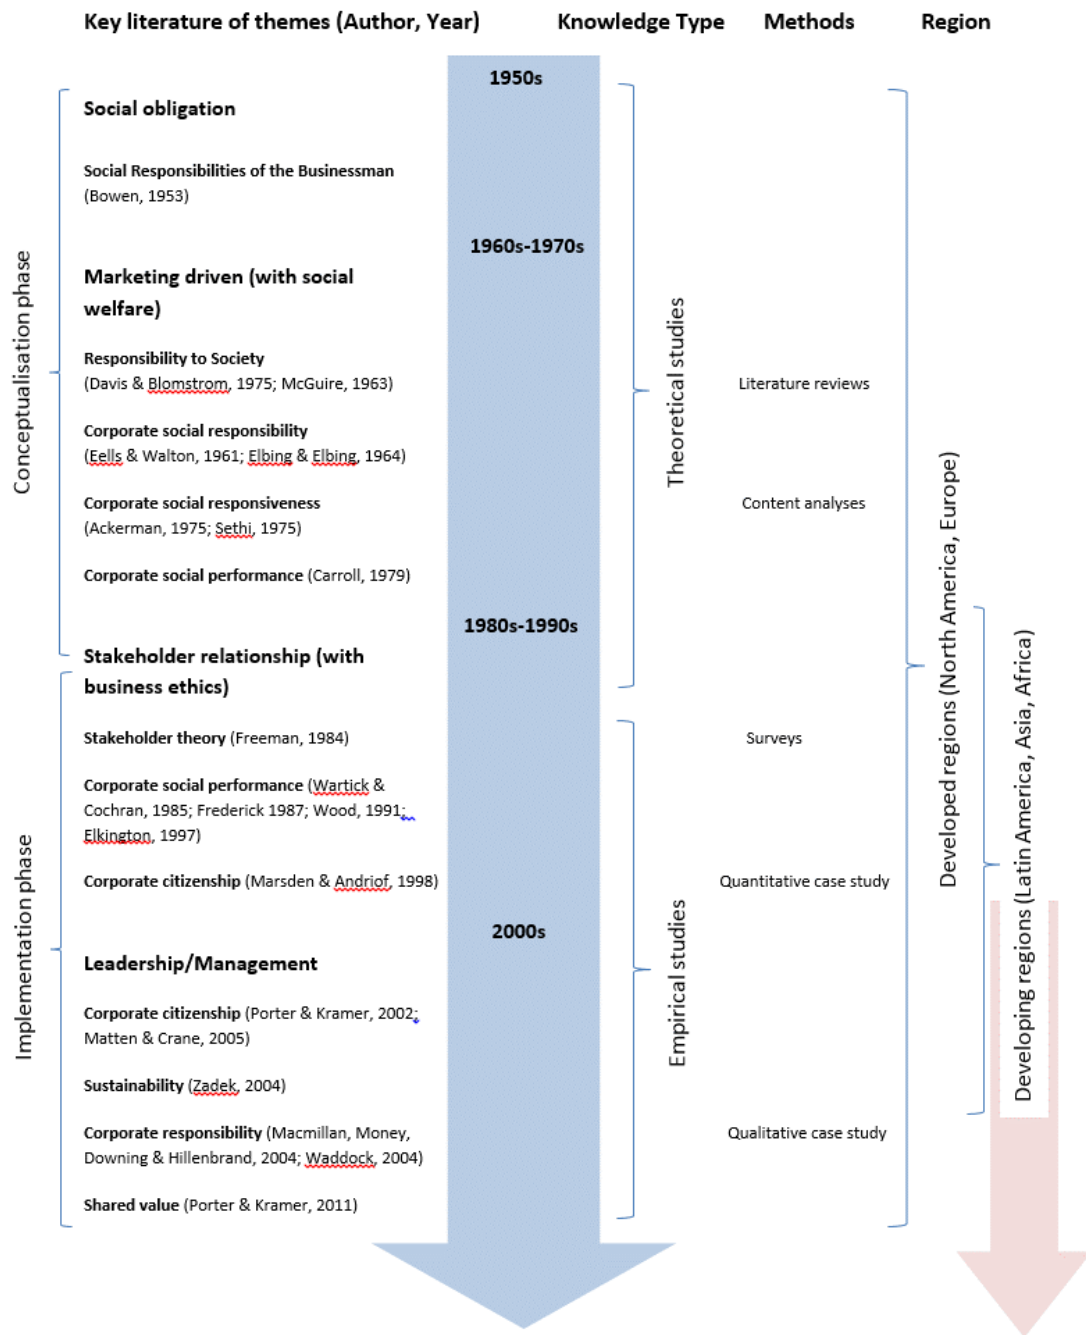 Key literature of themes (Author, Year)
Knowledge Type
Methods
Region
1950s
Social obligation
Social Responsibilities of the Businessman
(Bowen, 1953)
1960s-1970s
Marketing driven (with social
welfare)
Responsibility to Society
(Davis & Blomstrom, 1975; McGuire, 1963)
Corporate social responsibility
(Eells & Walton, 1961; Elbing & Elbing, 1964)
Corporate social responsiveness
(Ackerman, 1975; Sethi, 1975)
Corporate social performance (Carroll, 1979)
Conceptualisation phase
Theoretical studies
Literature reviews
Content analyses
1980s-1990s
Stakeholder relationship (with
business ethics)
Stakeholder theory (Freeman, 1984)
Corporate social performance (Wartick &
Cochran, 1985; Frederick 1987; Wood, 1991;
Elkington, 1997)
Corporate citizenship (Marsden & Andriof, 1998)
2000s
Leadership/Management
Corporate citizenship (Porter & Kramer, 2002;
Matten & Crane, 2005)
Sustainability (Zadek, 2004)
Corporate responsibility (Macmillan, Money,
Downing & Hillenbrand, 2004; Waddock, 2004)
Shared value (Porter & Kramer, 2011)
Implementation phase
Empirical studies
Surveys
Quantitative case study
Qualitative case study
Developed regions (North America, Europe)
Developing regions (Latin America, Asia, Africa)